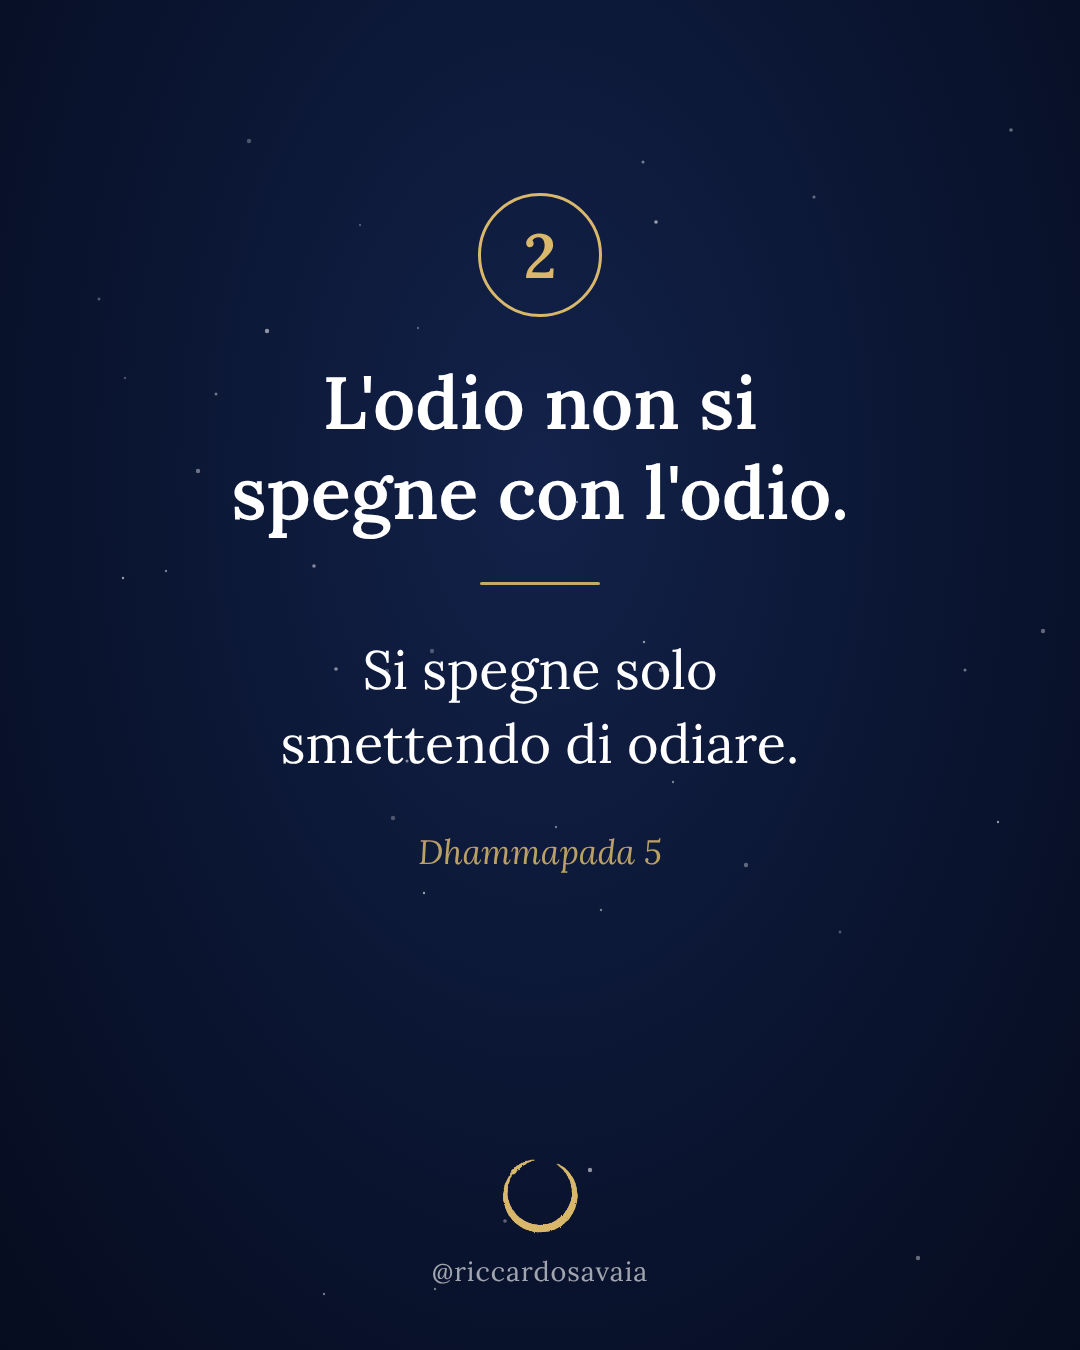 2
L'odio non si
spegne con l'odio.
Si spegne solo
smettendo di odiare.
Dhammapada 5
@riccardosavaia